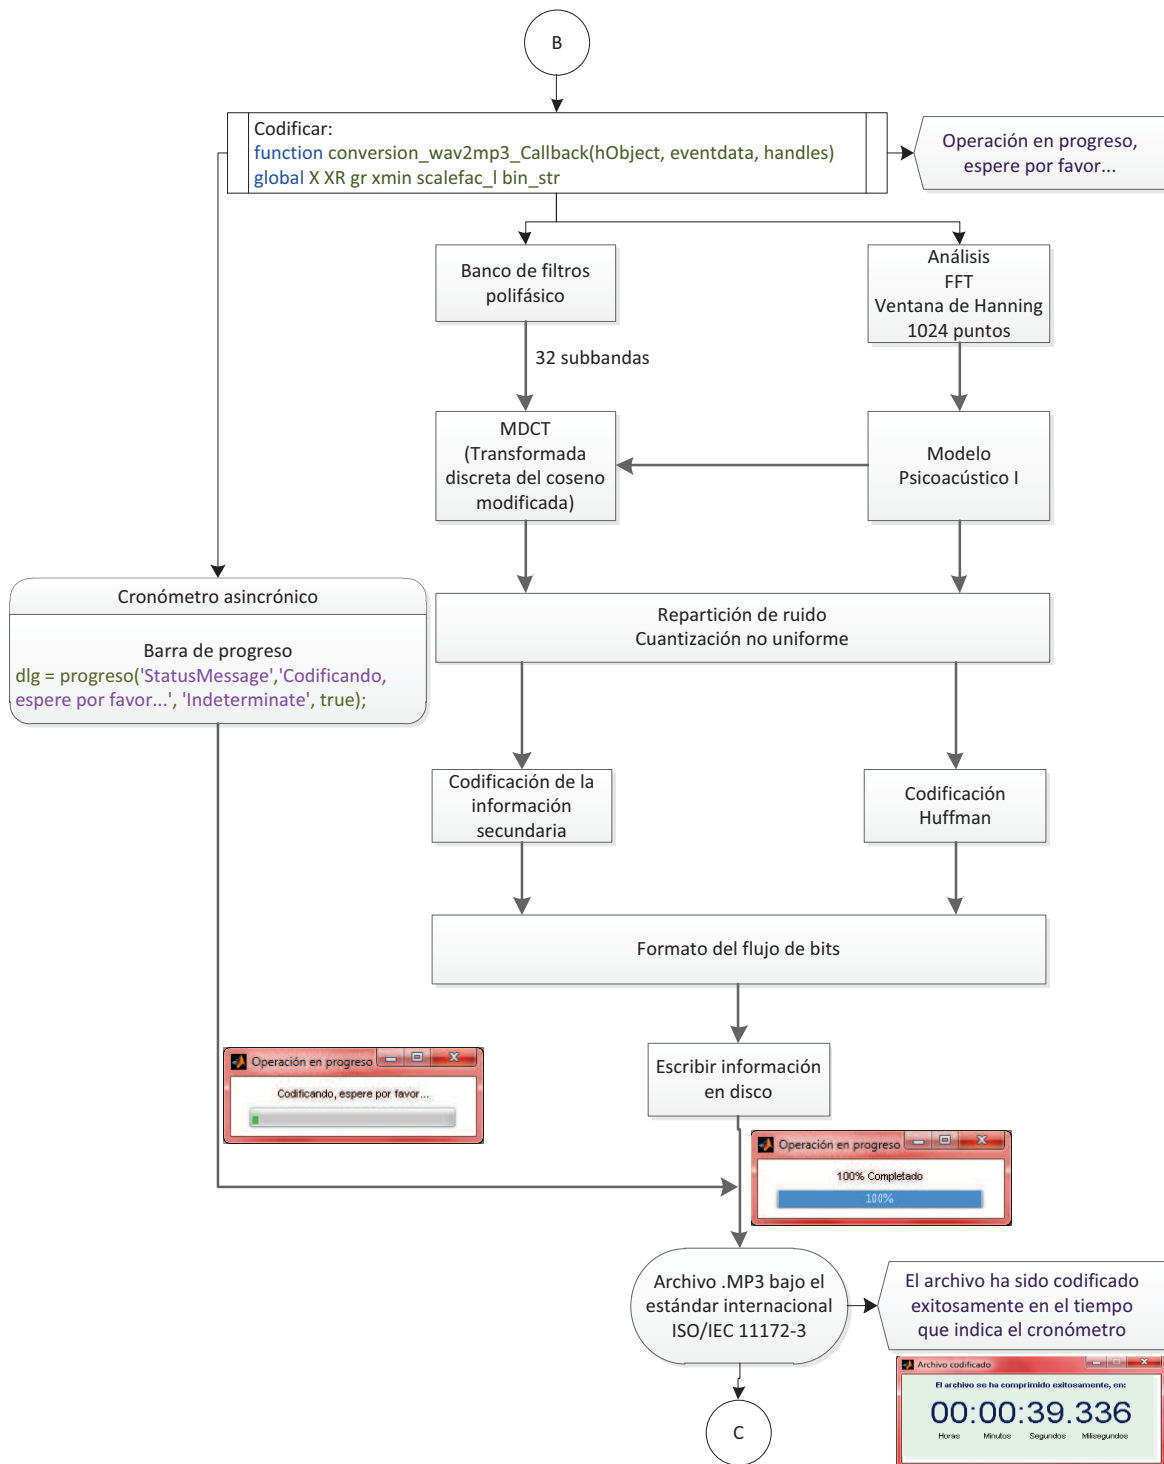 B
Codificar:
function conversion_wav2mp3_Callback(hObject, eventdata, handles)
global X XR gr xmin scalefac_l bin_str
Operación en progreso,
espere por favor...
Banco de filtros
polifásico
Análisis
FFT
Ventana de Hanning
1024 puntos
32 subbandas
MDCT
(Transformada
discreta del coseno
modificada)
Modelo
Psicoacústico I
Cronómetro asincrónico
Barra de progreso
dlg = progreso('StatusMessage','Codificando,
espere por favor...', 'Indeterminate', true);
Repartición de ruido
Cuantización no uniforme
Codificación de la
información
secundaria
Codificación
Huffman
Formato del flujo de bits
Operación en progreso
Codificando, espere por favor...
Escribir información
en disco
Operación en progreso
100% Completado
100%
Archivo .MP3 bajo el
estándar internacional
ISO/IEC 11172-3
El archivo ha sido codificado
exitosamente en el tiempo
que indica el cronómetro
Archivo codificado
El archivo se ha comprimido exitosamente, en:
00:00:39.336
Horas Minutos Segundos Milisegundos
C